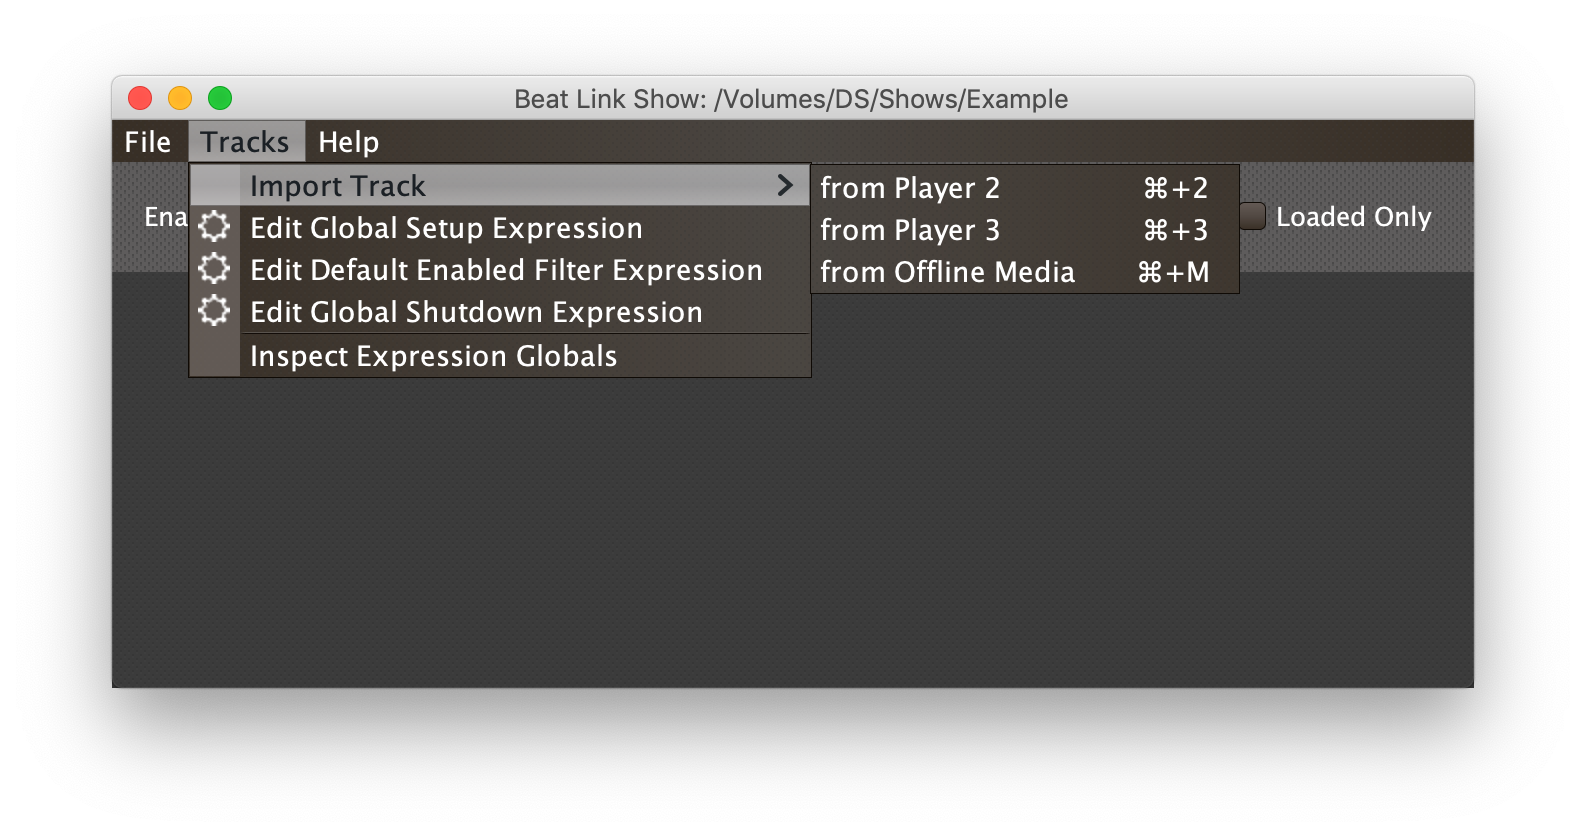 Beat Link Show: /Volumes/DS/Shows/Example
File Tracks Help
Import Track
from Player 2 ⌘+2
Ena
Loaded Only
Edit Global Setup Expression
from Player 3 ⌘+3
Edit Default Enabled Filter Expression
from Offline Media ⌘+M
Edit Global Shutdown Expression
Inspect Expression Globals